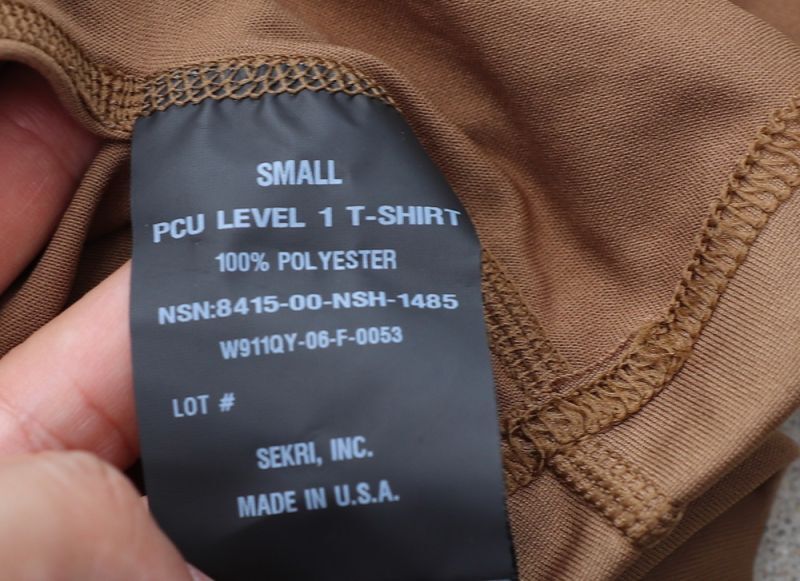 SMALL
PCU LEVEL 1 T-SHIRT
100% POLYESTER
NSN:8415-00-NSH-1485
W911QY-06-F-0053
LOT #
SEKRI, INC.
MADE IN U.S.A.